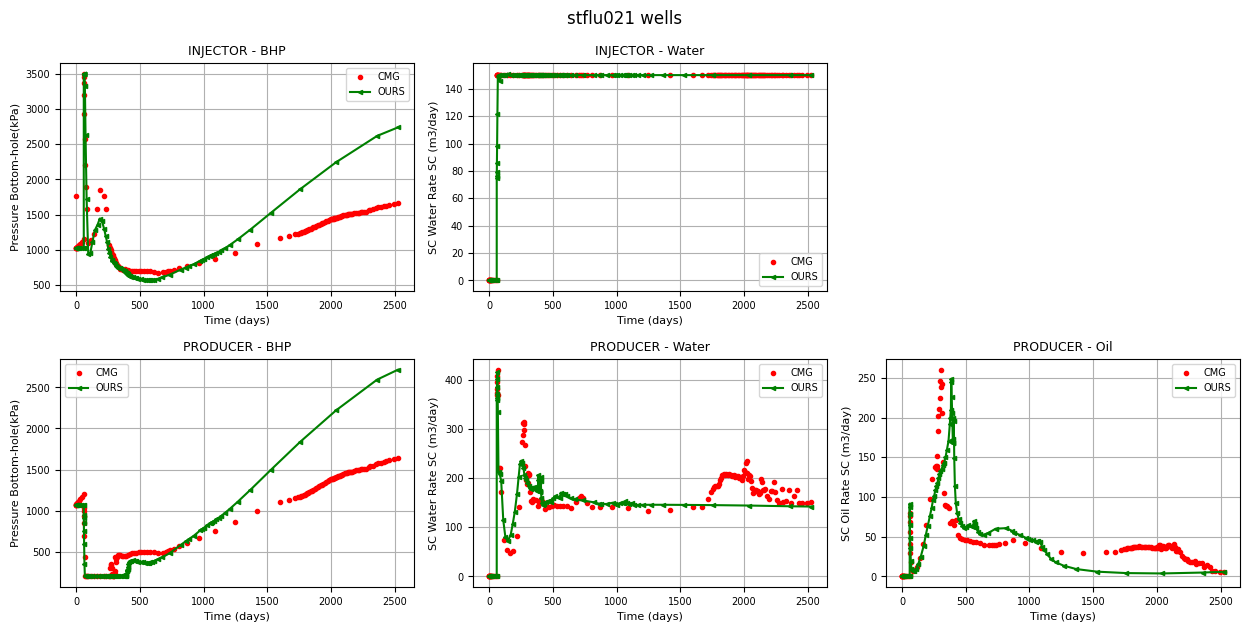 stflu021 wells
INJECTOR - BHP
Pressure Bottom-hole(kPa)
3500
3000
2500
2000
1500
1000
500
CMG
OURS
0 500 1000 1500 2000 2500
Time (days)
INJECTOR - Water
SC Water Rate SC (m3/day)
140
120
100
80
60
40
20
0
CMG
OURS
0 500 1000 1500 2000 2500
Time (days)
PRODUCER - BHP
Pressure Bottom-hole(kPa)
2500
2000
1500
1000
500
CMG
OURS
0 500 1000 1500 2000 2500
Time (days)
PRODUCER - Water
SC Water Rate SC (m3/day)
400
300
200
100
0
CMG
OURS
0 500 1000 1500 2000 2500
Time (days)
PRODUCER - Oil
SC Oil Rate SC (m3/day)
250
200
150
100
50
0
CMG
OURS
0 500 1000 1500 2000 2500
Time (days)